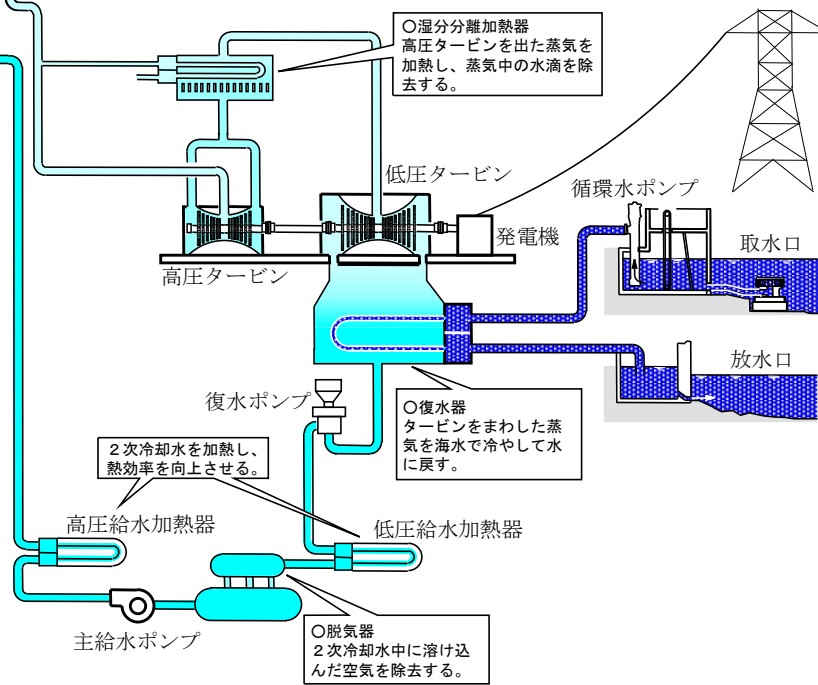 ○湿分分離加熱器
高圧タービンを出た蒸気を
加熱し、蒸気中の水滴を除
去する。
低圧タービン
循環水ポンプ
発電機
取水口
高圧タービン
放水口
復水ポンプ
○復水器
タービンをまわした蒸
気を海水で冷やして水
に戻す。
２次冷却水を加熱し、
熱効率を向上させる。
高圧給水加熱器
低圧給水加熱器
主給水ポンプ
○脱気器
２次冷却水中に溶け込
んだ空気を除去する。